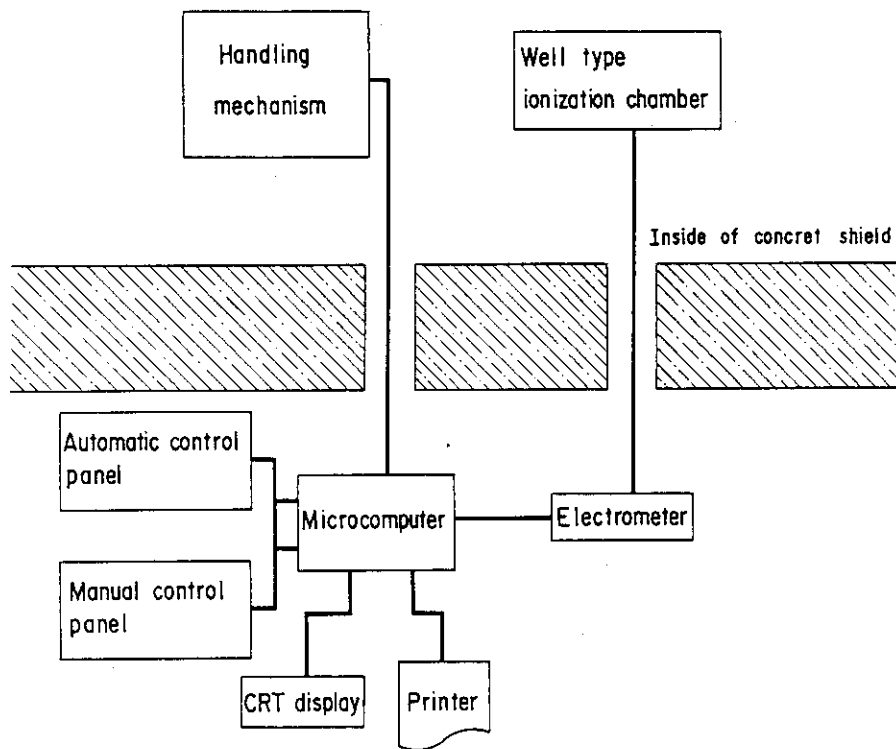 Handling
mechanism
Well type
ionization chamber
Inside of concret shield
Automatic control
panel
Microcomputer
Electrometer
Manual control
panel
CRT display
Printer